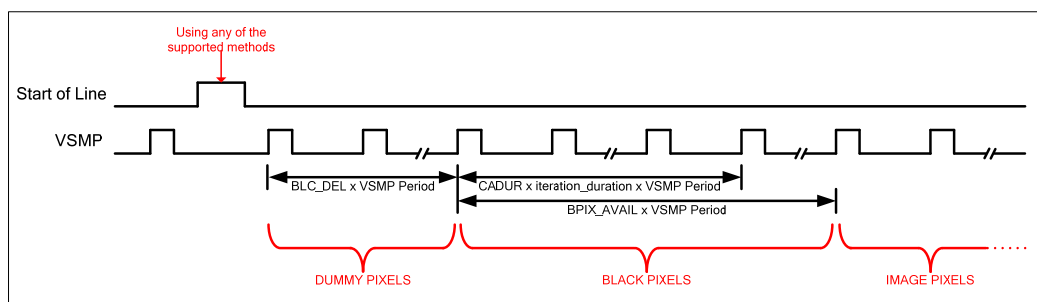 Using any of the
supported methods
Start of Line
VSMP
BLC_DEL x VSMP Period
CADUR x iteration_duration x VSMP Period
BPIX_AVAIL x VSMP Period
DUMMY PIXELS
BLACK PIXELS
IMAGE PIXELS